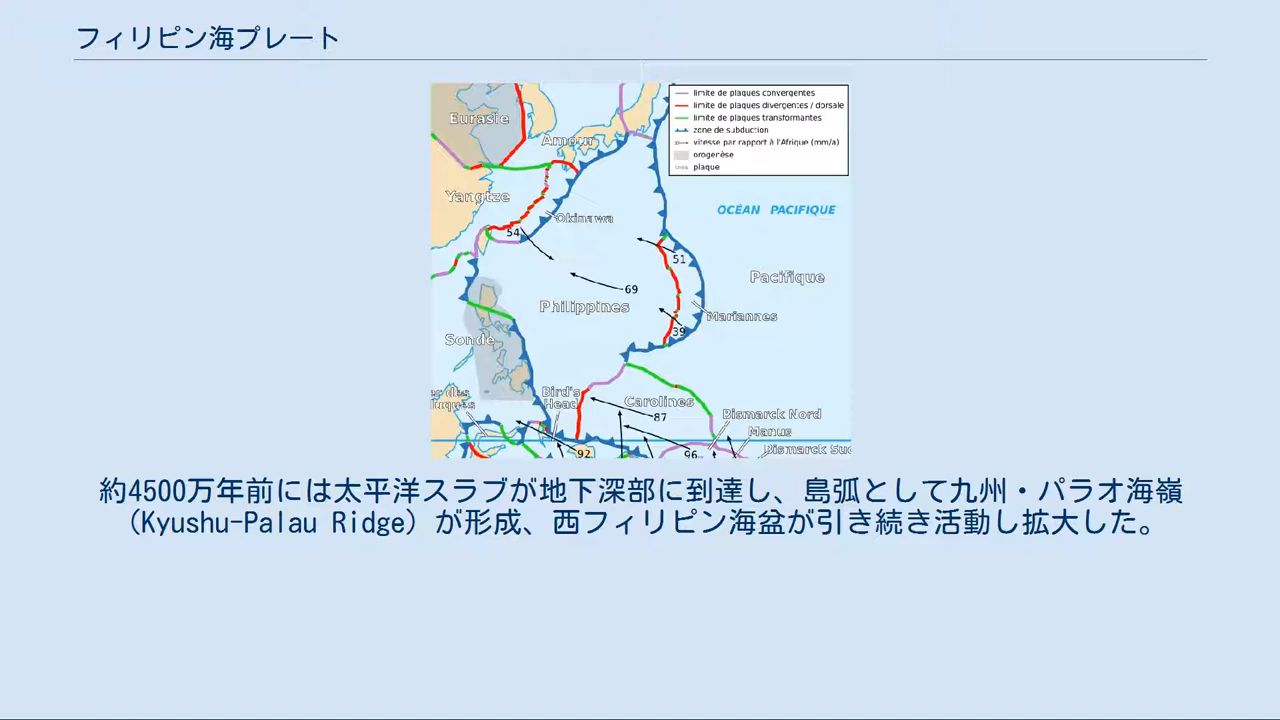 フィリピン海プレート
limite de plaques convergentes
limite de plaques divergentes / dorsale
limite de plaques transformantes
zone de subduction
vitesse par rapport à l'Afrique (mm/a)
orogenèse
plaque
Eurasie
Amour
Yangtze
Okinawa
OCÉAN PACIFIQUE
54
51
Pacifique
69
Philippines
Mariannes
39
Sonde
Bird's
Head
Carolines
87
Bismarck Nord
Manus
Bismarck Suc
92
96
約4500万年前には太平洋スラブが地下深部に到達し、島弧として九州・パラオ海嶺
（Kyushu-Palau Ridge）が形成、西フィリピン海盆が引き続き活動し拡大した。